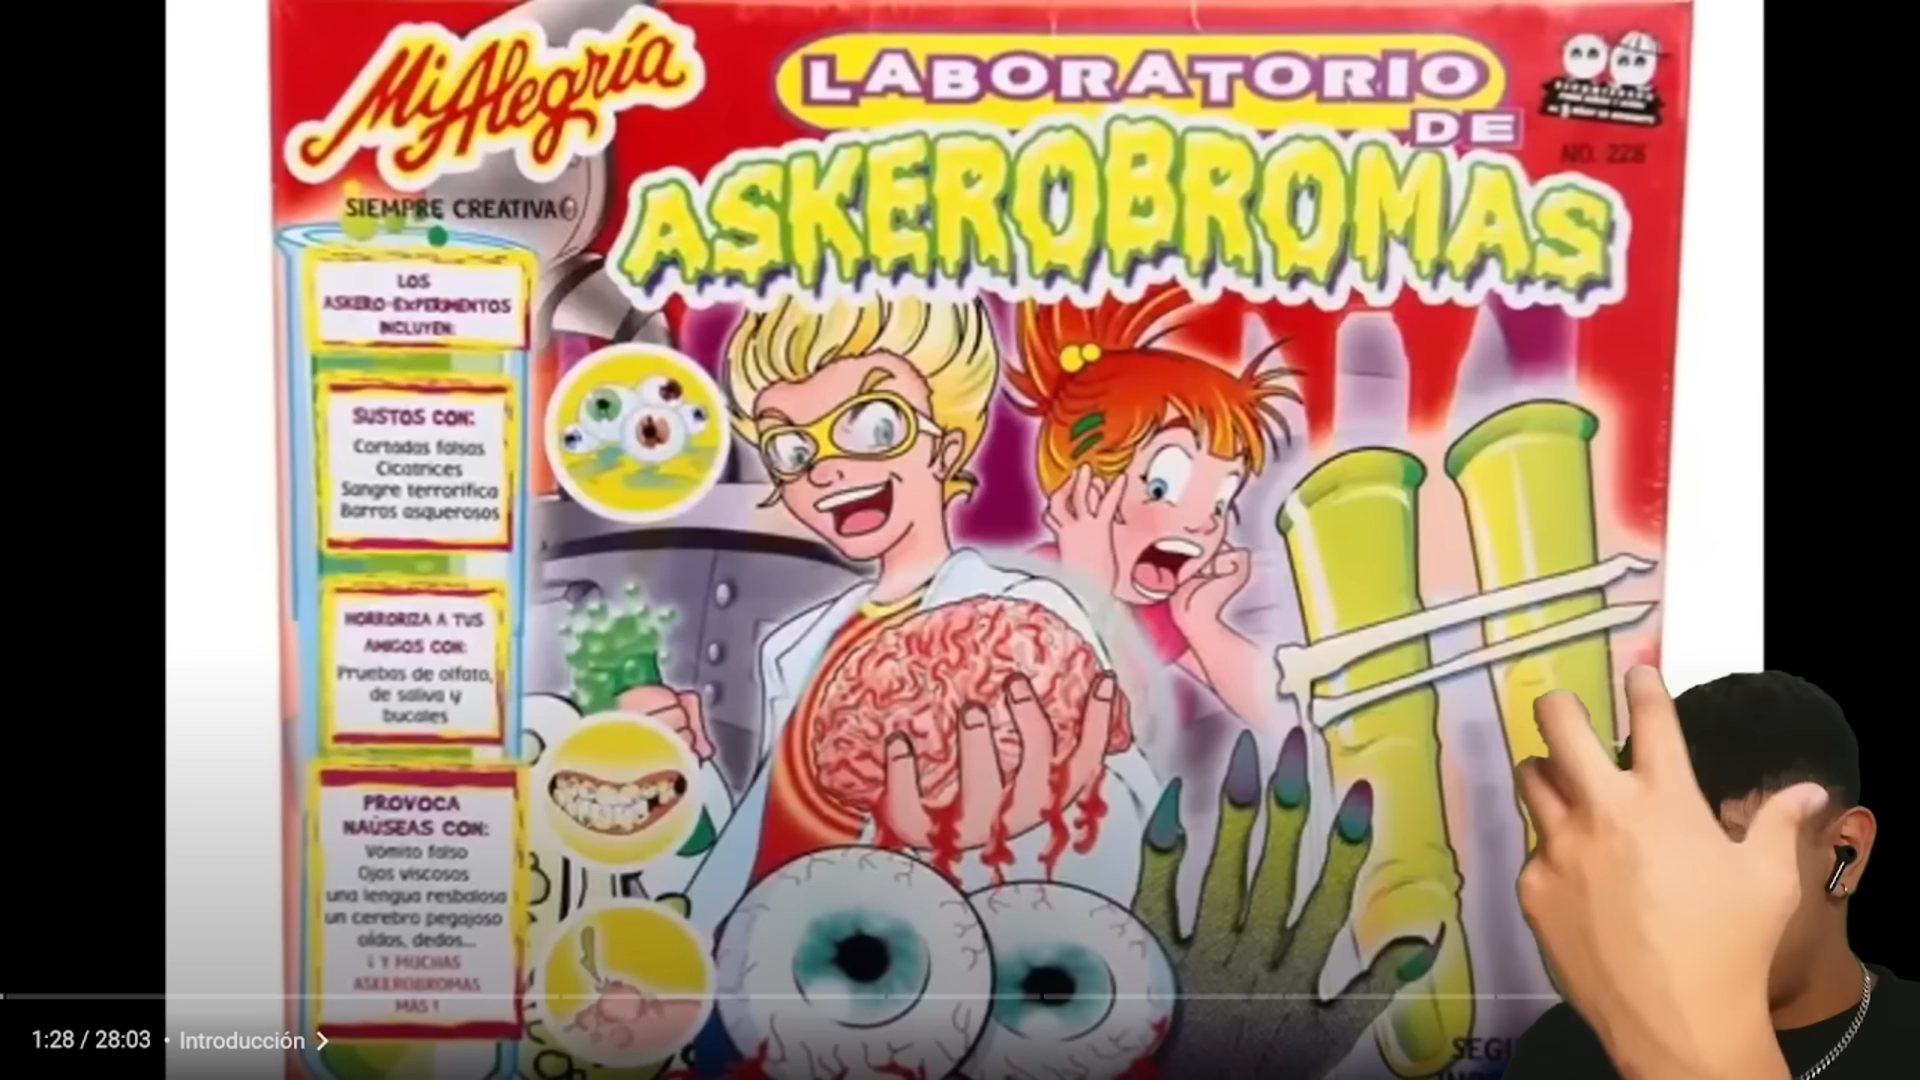 Mi Alegría
SIEMPRE CREATIVA
LABORATORIO
DE
ASKEROBROMAS
NO. 228
LOS
ASKERO-EXPERIMENTOS
INCLUYEN:
SUSTOS CON:
Cortadas falsas
Cicatrices
Sangre terrorífica
Barros asquerosos
HORRORIZA A TUS
AMIGOS CON:
Pruebas de olfato,
de saliva y
bucales
PROVOCA
NAÚSEAS CON:
Vómito falso
Ojos viscosos
una lengua resbalosa
un cerebro pegajoso
oídos, dedos...
¡ Y MUCHAS
ASKEROBROMAS
MÁS !
1:28 / 28:03 • Introducción